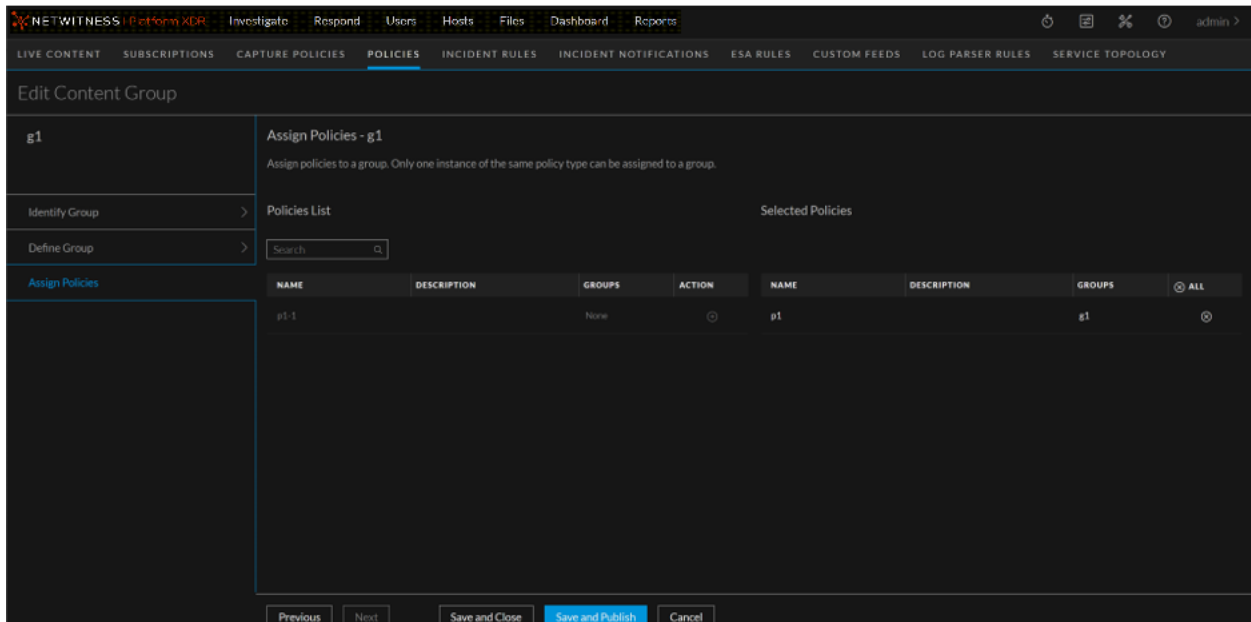 NETWITNESS Platform XDR Investigate Respond Users Hosts Files Dashboard Reports admin >
LIVE CONTENT SUBSCRIPTIONS CAPTURE POLICIES POLICIES INCIDENT RULES INCIDENT NOTIFICATIONS ESA RULES CUSTOM FEEDS LOG PARSER RULES SERVICE TOPOLOGY
Edit Content Group
g1
Identify Group
Define Group
Assign Policies
Assign Policies - g1
Assign policies to a group. Only one instance of the same policy type can be assigned to a group.
Policies List
Search
NAME DESCRIPTION GROUPS ACTION
p1-1 None
Selected Policies
NAME DESCRIPTION GROUPS ALL
p1 g1
Previous Next Save and Close Save and Publish Cancel